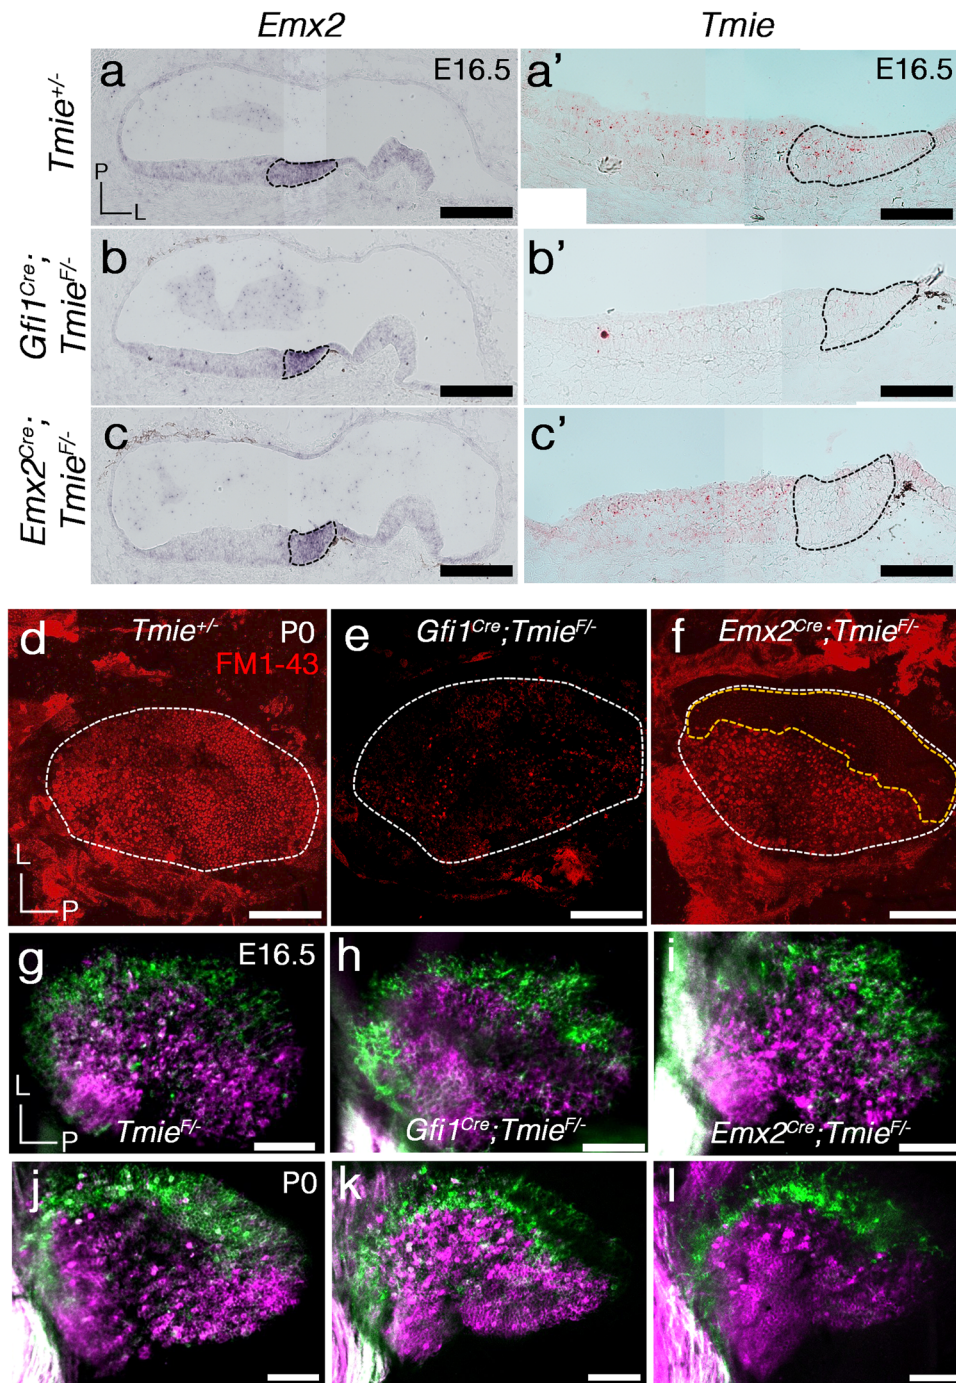 Emx2 Tmie
Tmie+/-
a E16.5 a’ E16.5
P
L
Gfi1Cre;
TmieF/-
b b’
Emx2Cre;
TmieF/-
c c’
d Tmie+/- P0
FM1-43
L
P
e Gfi1Cre;TmieF/-
f Emx2Cre;TmieF/-
g E16.5
L
P
TmieF/-
h
Gfi1Cre;TmieF/-
i
Emx2Cre;TmieF/-
j P0
k
l